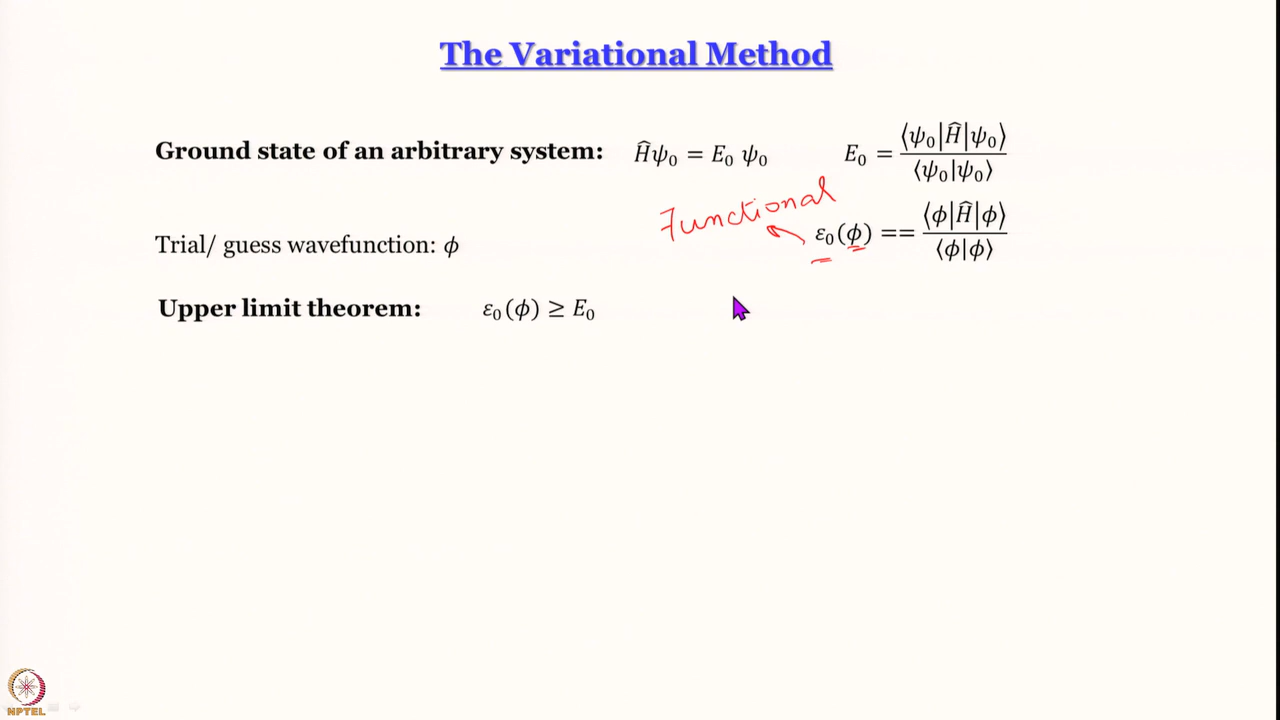 The Variational Method
Ground state of an arbitrary system: Ĥψ₀ = E₀ ψ₀ E₀ = ⟨ψ₀|Ĥ|ψ₀⟩ / ⟨ψ₀|ψ₀⟩
Functional
Trial/ guess wavefunction: ϕ ε₀(ϕ) == ⟨ϕ|Ĥ|ϕ⟩ / ⟨ϕ|ϕ⟩
Upper limit theorem: ε₀(ϕ) ≥ E₀
NPTEL